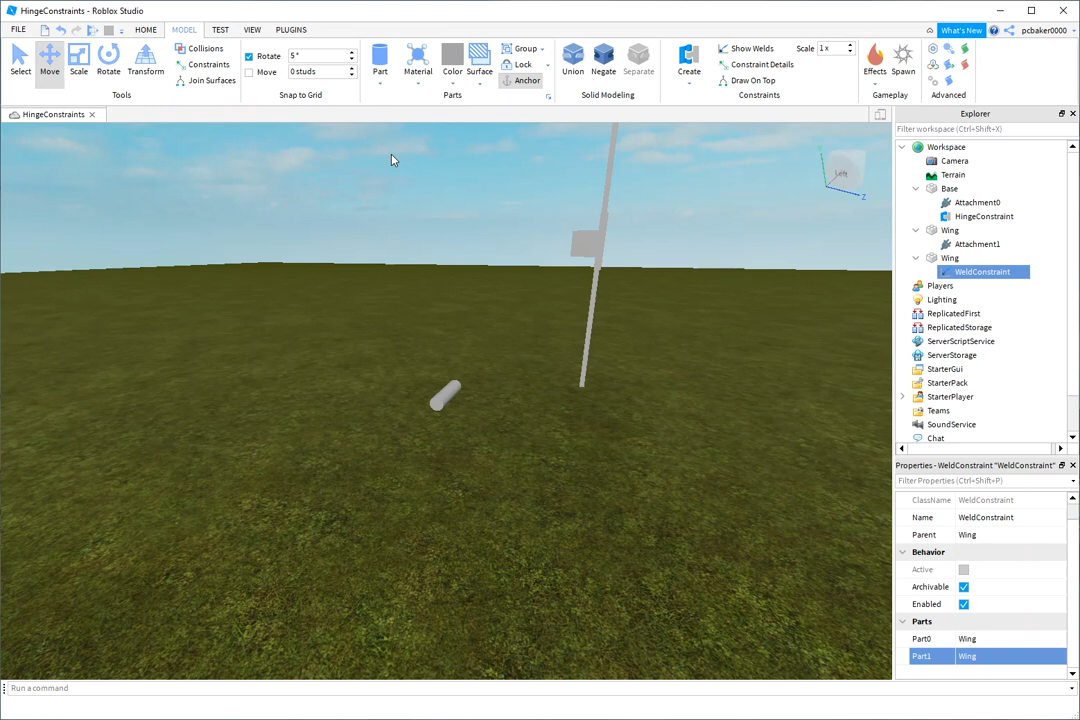 HingeConstraints - Roblox Studio
FILE HOME MODEL TEST VIEW PLUGINS What's New pcbaker0000
Select Move Scale Rotate Transform
Collisions
Constraints
Join Surfaces
Tools
Rotate 5 °
Move 0 studs
Snap to Grid
Part Material Color Surface
Group
Lock
Anchor
Parts
Union Negate Separate
Solid Modeling
Create
Show Welds Scale 1 x
Constraint Details
Draw On Top
Constraints
Effects Spawn
Gameplay
Advanced
HingeConstraints
Left
Y
Z
Explorer
Filter workspace (Ctrl+Shift+X)
Workspace
Camera
Terrain
Base
Attachment0
HingeConstraint
Wing
Attachment1
Wing
WeldConstraint
Players
Lighting
ReplicatedFirst
ReplicatedStorage
ServerScriptService
ServerStorage
StarterGui
StarterPack
StarterPlayer
Teams
SoundService
Chat
Properties - WeldConstraint "WeldConstraint"
Filter Properties (Ctrl+Shift+P)
ClassName WeldConstraint
Name WeldConstraint
Parent Wing
Behavior
Active
Archivable
Enabled
Parts
Part0 Wing
Part1 Wing
Run a command